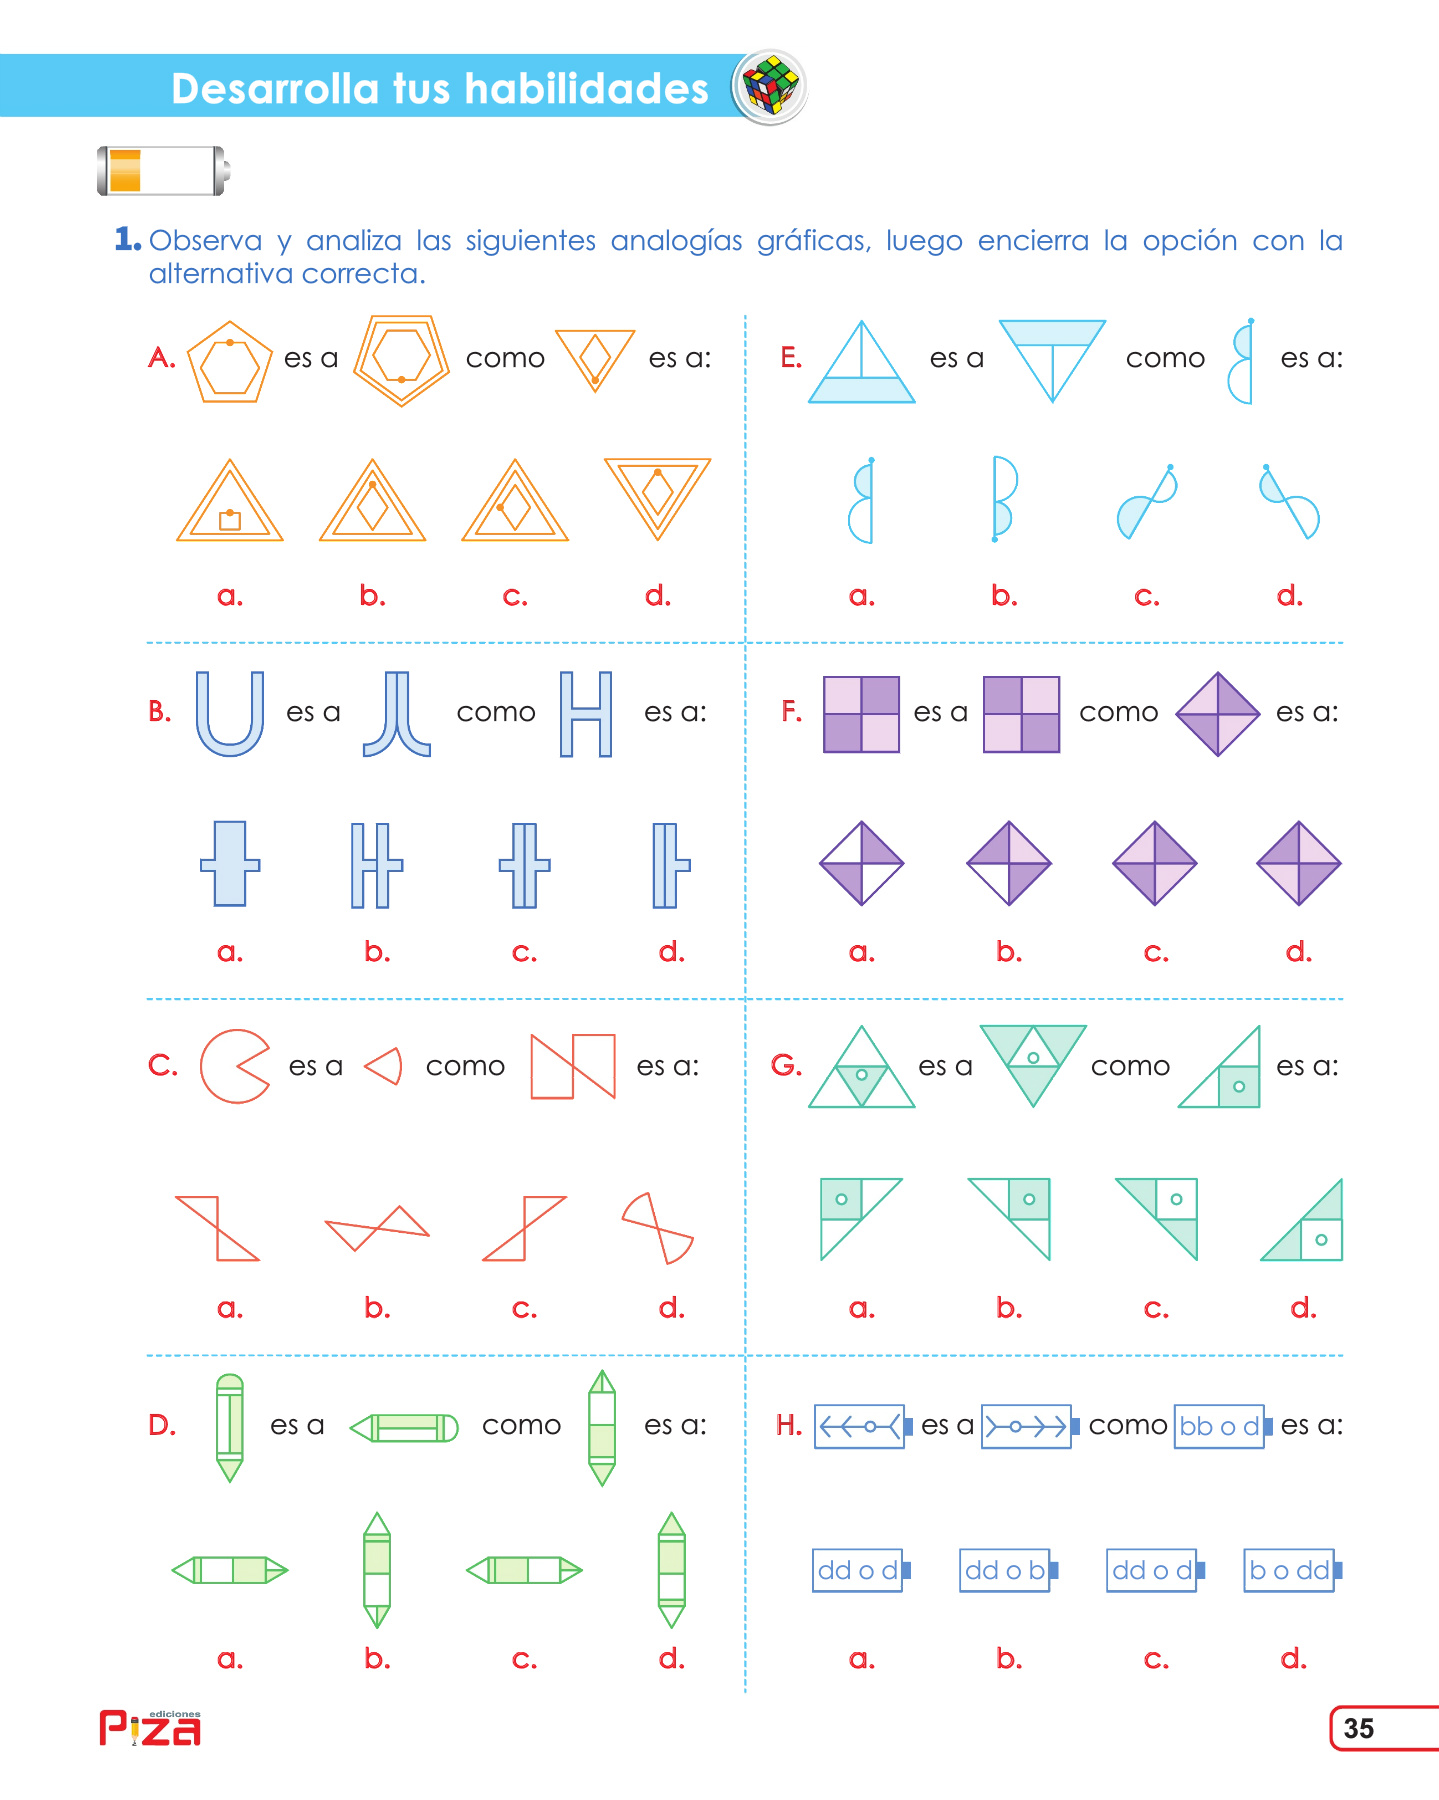 Desarrolla tus habilidades
1. Observa y analiza las siguientes analogías gráficas, luego encierra la opción con la
alternativa correcta.
A. es a como es a:
a. b. c. d.
E. es a como es a:
a. b. c. d.
B. es a como es a:
a. b. c. d.
F. es a como es a:
a. b. c. d.
C. es a como es a:
a. b. c. d.
G. es a como es a:
a. b. c. d.
D. es a como es a:
a. b. c. d.
H. es a como bb o d es a:
dd o d dd o b dd o d b o dd
a. b. c. d.
ediciones
Piza
35